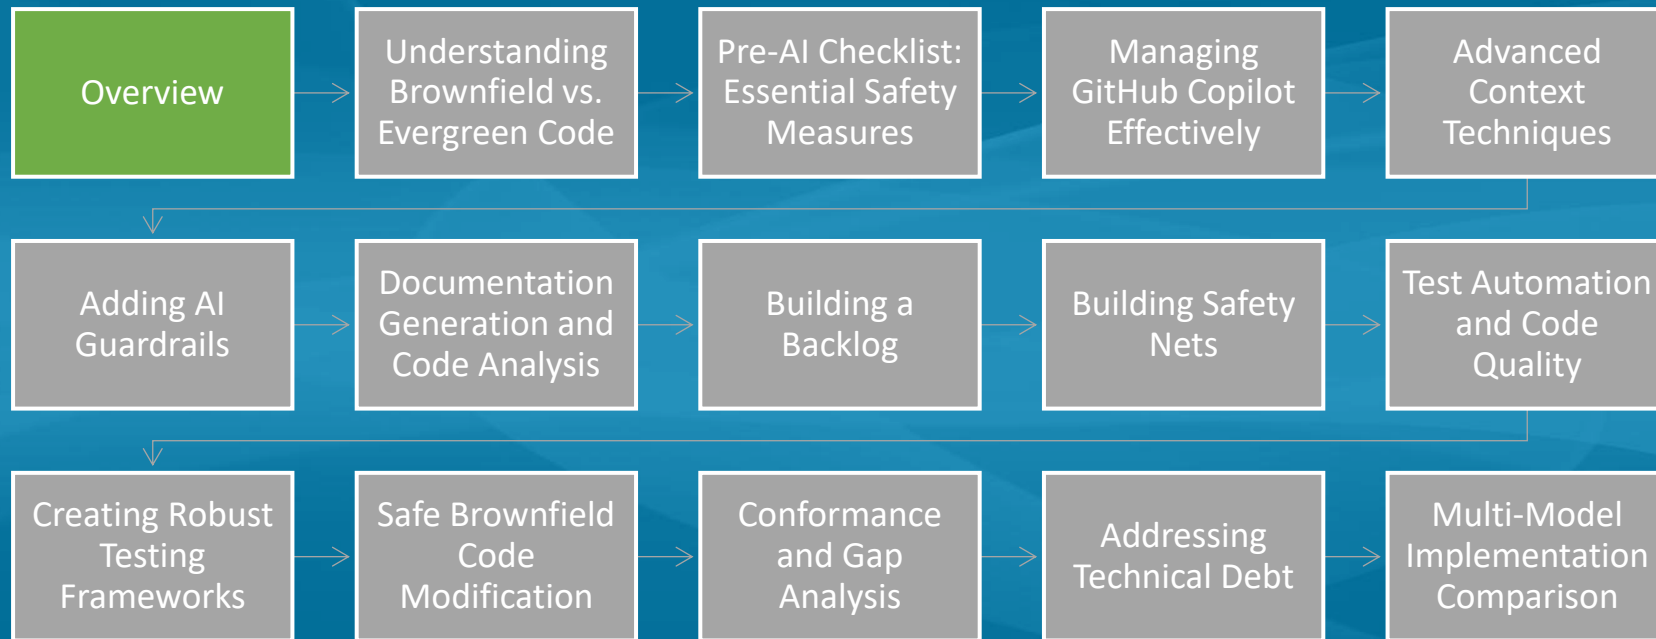 Overview
Understanding
Brownfield vs.
Evergreen Code
Pre-AI Checklist:
Essential Safety
Measures
Managing
GitHub Copilot
Effectively
Advanced
Context
Techniques
Adding AI
Guardrails
Documentation
Generation and
Code Analysis
Building a
Backlog
Building Safety
Nets
Test Automation
and Code
Quality
Creating Robust
Testing
Frameworks
Safe Brownfield
Code
Modification
Conformance
and Gap
Analysis
Addressing
Technical Debt
Multi-Model
Implementation
Comparison